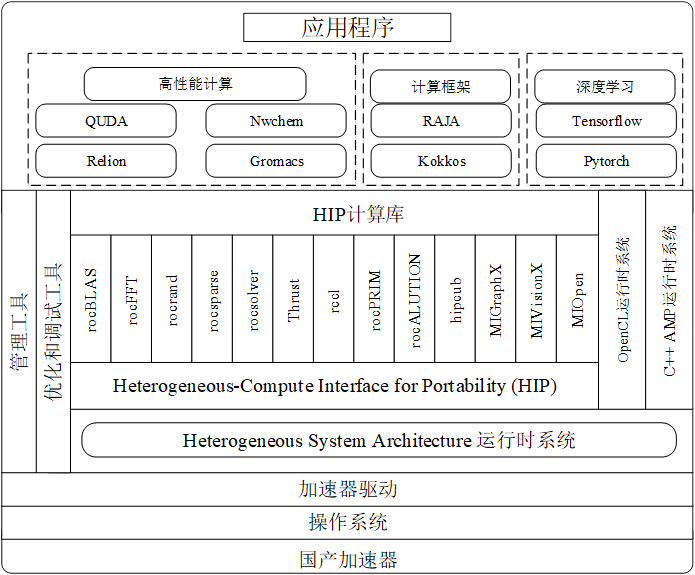 应用程序
高性能计算
计算框架
深度学习
QUDA
Nwchem
RAJA
Tensorflow
Relion
Gromacs
Kokkos
Pytorch
管理工具
优化和调试工具
HIP计算库
rocBLAS
rocFFT
rocrand
rocsparse
rocsolver
Thrust
rccl
rocPRIM
rocALUTION
hipcub
MIGraphX
MIVisionX
MIOpen
OpenCL运行时系统
C++ AMP运行时系统
Heterogeneous-Compute Interface for Portability (HIP)
Heterogeneous System Architecture 运行时系统
加速器驱动
操作系统
国产加速器